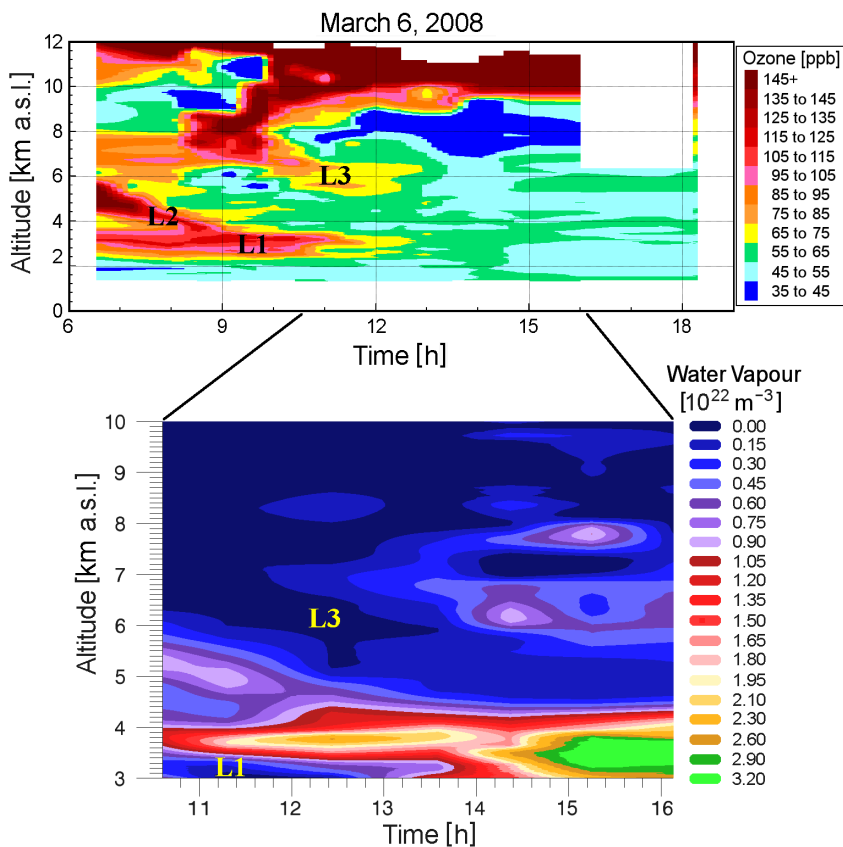 March 6, 2008
Altitude [km a.s.l.]
12
10
8
6
4
2
0
L3
L2
L1
6
9
12
15
18
Time [h]
Ozone [ppb]
145+
135 to 145
125 to 135
115 to 125
105 to 115
95 to 105
85 to 95
75 to 85
65 to 75
55 to 65
45 to 55
35 to 45
Altitude [km a.s.l.]
10
9
8
7
6
5
4
3
L3
L1
11
12
13
14
15
16
Time [h]
Water Vapour
[10²² m⁻³]
0.00
0.15
0.30
0.45
0.60
0.75
0.90
1.05
1.20
1.35
1.50
1.65
1.80
1.95
2.10
2.30
2.60
2.90
3.20